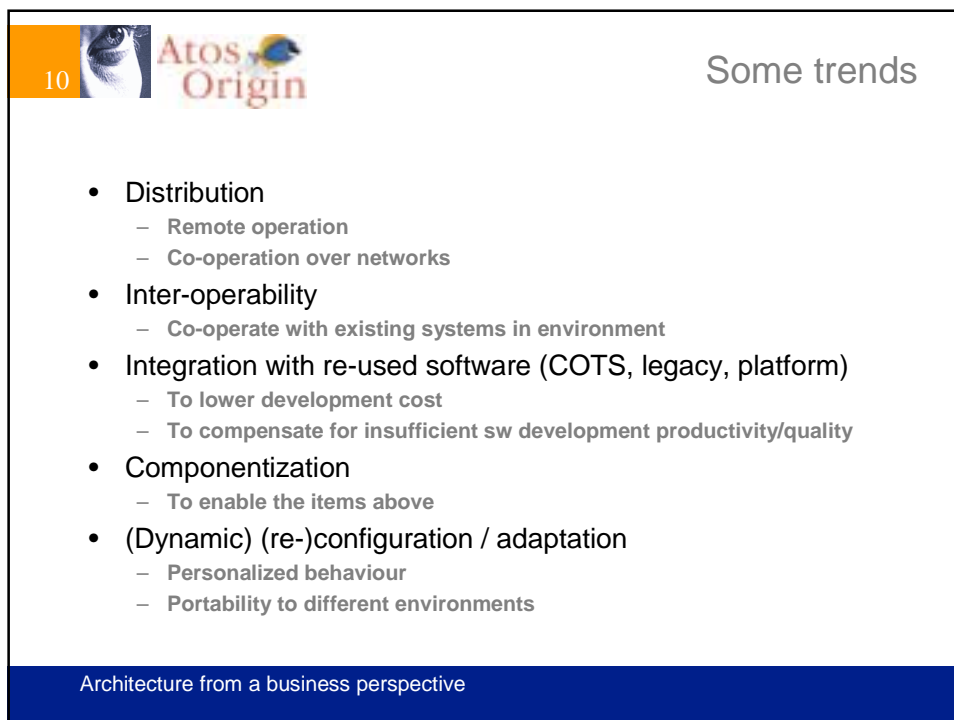 10
Atos
Origin
Some trends
• Distribution
– Remote operation
– Co-operation over networks
• Inter-operability
– Co-operate with existing systems in environment
• Integration with re-used software (COTS, legacy, platform)
– To lower development cost
– To compensate for insufficient sw development productivity/quality
• Componentization
– To enable the items above
• (Dynamic) (re-)configuration / adaptation
– Personalized behaviour
– Portability to different environments
Architecture from a business perspective